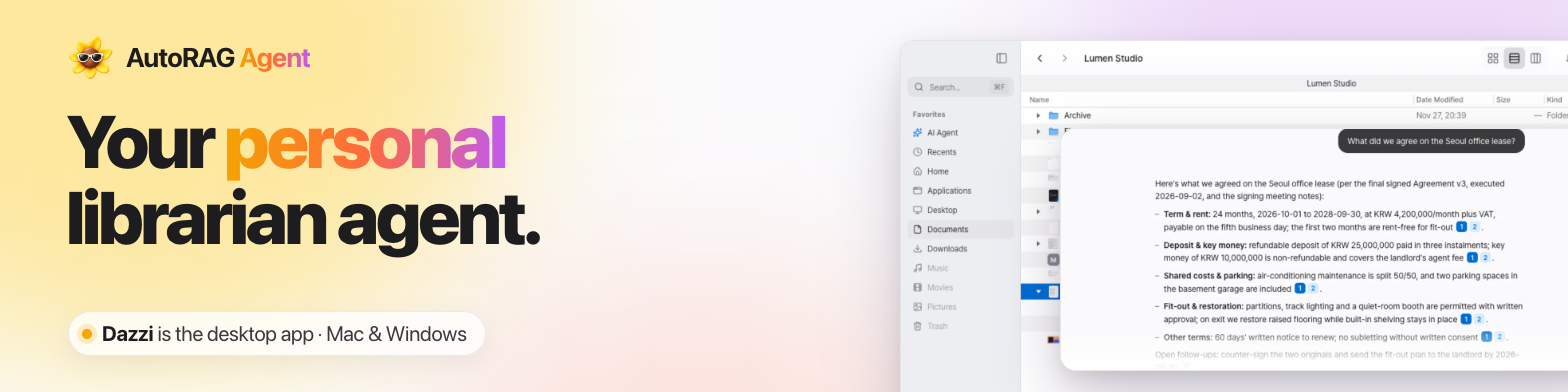 AutoRAG Agent
Your personal
librarian agent.
Dazzi is the desktop app · Mac & Windows
Lumen Studio
Search...
⌘F
Favorites
AI Agent
Recents
Home
Applications
Desktop
Documents
Downloads
Music
Movies
Pictures
Trash
Lumen Studio
Name
Date Modified
Size
Kind
Archive
Nov 27, 20:39
— Folder
What did we agree on the Seoul office lease?
Here's what we agreed on the Seoul office lease (per the final signed Agreement v3, executed
2026-09-02, and the signing meeting notes):
– Term & rent: 24 months, 2026-10-01 to 2028-09-30, at KRW 4,200,000/month plus VAT,
payable on the fifth business day; the first two months are rent-free for fit-out 1 2 .
– Deposit & key money: refundable deposit of KRW 25,000,000 paid in three instalments; key
money of KRW 10,000,000 is non-refundable and covers the landlord's agent fee 1 2 .
– Shared costs & parking: air-conditioning maintenance is split 50/50, and two parking spaces in
the basement garage are included 1 2 .
– Fit-out & restoration: partitions, track lighting and a quiet-room booth are permitted with written
approval; on exit we restore raised flooring while built-in shelving stays in place 1 2 .
– Other terms: 60 days' written notice to renew; no subletting without written consent 1 2 .
Open follow-ups: counter-sign the two originals and send the fit-out plan to the landlord by 2026-
M